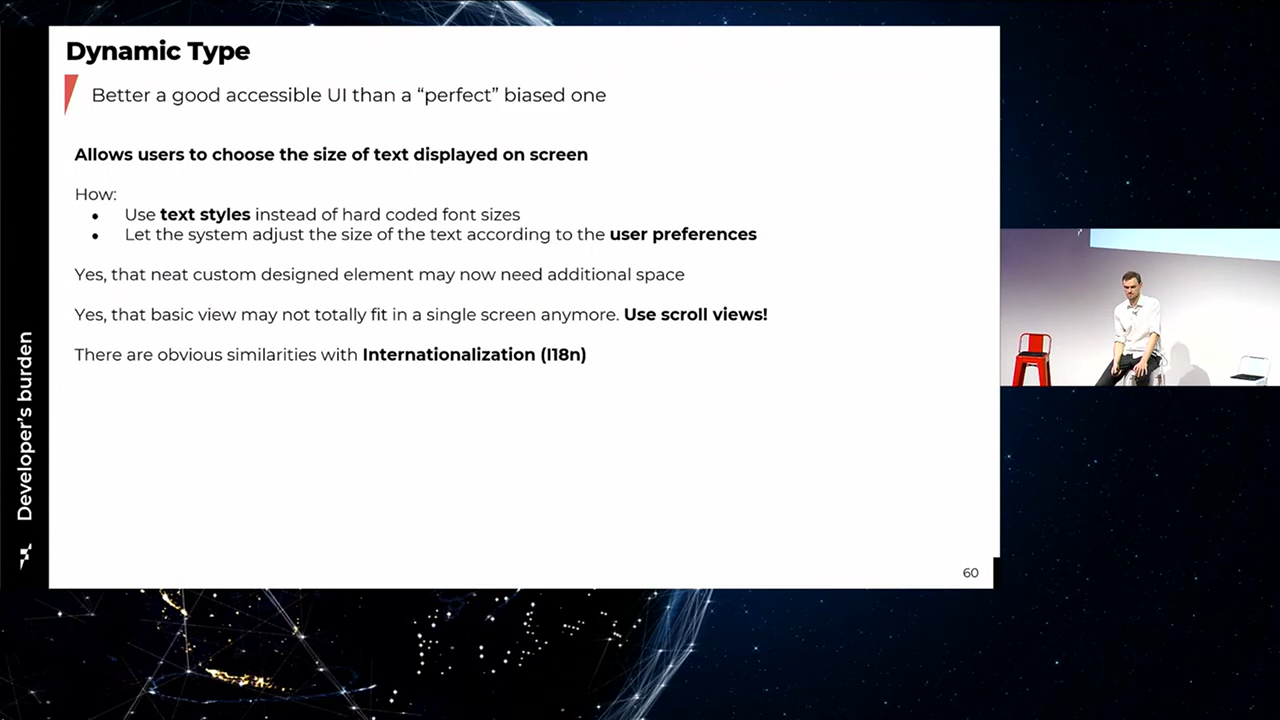 Dynamic Type
Better a good accessible UI than a “perfect” biased one
Allows users to choose the size of text displayed on screen
How:
● Use text styles instead of hard coded font sizes
● Let the system adjust the size of the text according to the user preferences
Yes, that neat custom designed element may now need additional space
Yes, that basic view may not totally fit in a single screen anymore. Use scroll views!
There are obvious similarities with Internationalization (I18n)
Developer’s burden
60